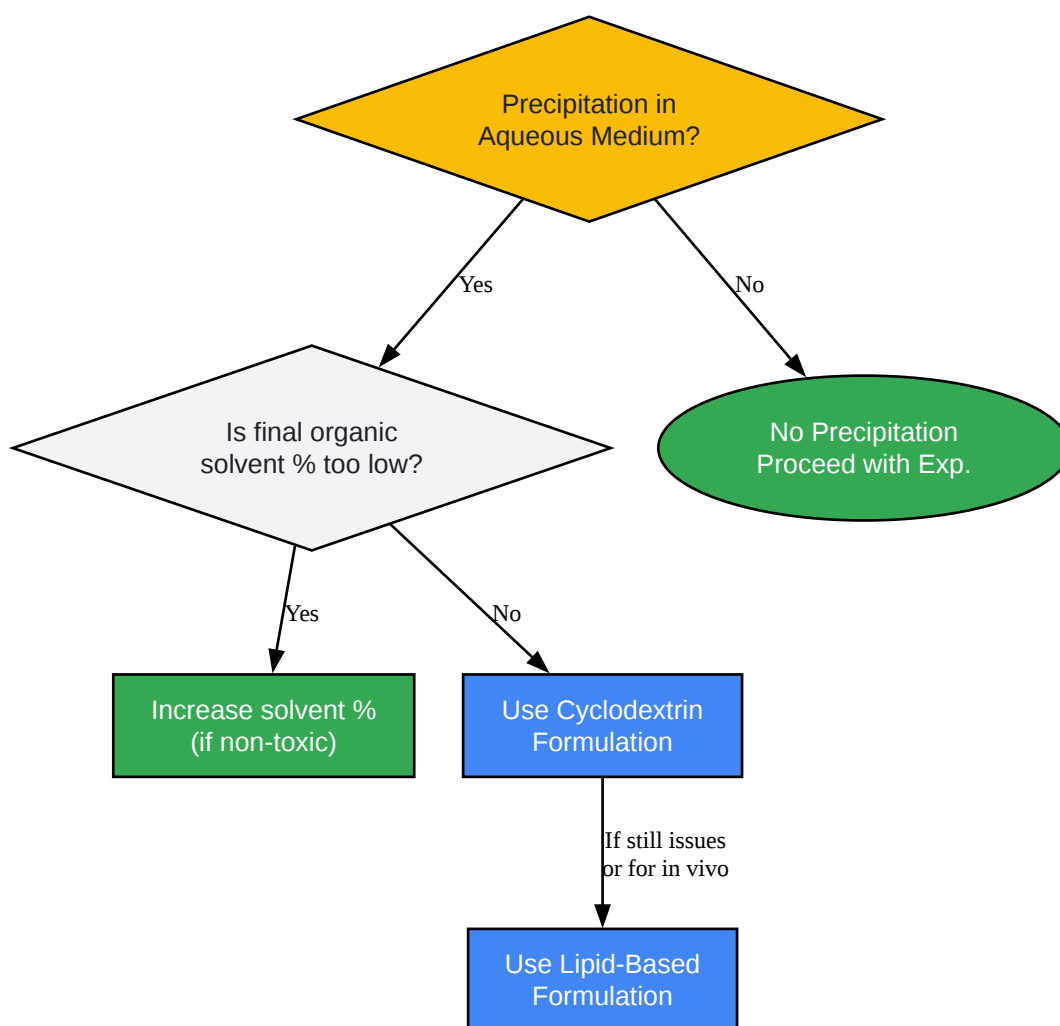 Precipitation in
Aqueous Medium?
Yes
No
Is final organic
solvent % too low?
No Precipitation
Proceed with Exp.
Yes
No
Increase solvent %
(if non-toxic)
Use Cyclodextrin
Formulation
If still issues
or for in vivo
Use Lipid-Based
Formulation